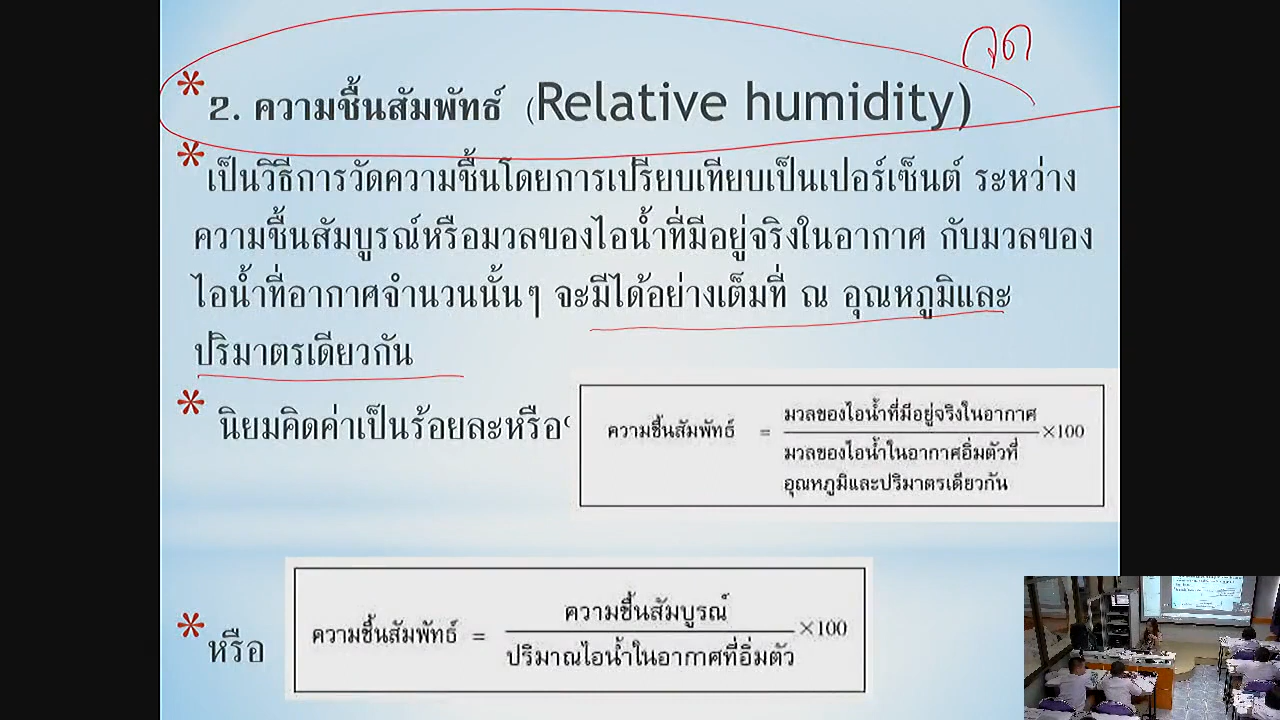 จด
* 2. ความชื้นสัมพัทธ์ (Relative humidity)
* เป็นวิธีการวัดความชื้นโดยการเปรียบเทียบเป็นเปอร์เซ็นต์ ระหว่าง
ความชื้นสัมบูรณ์หรือมวลของไอน้ำที่มีอยู่จริงในอากาศ กับมวลของ
ไอน้ำที่อากาศจำนวนนั้นๆ จะมีได้อย่างเต็มที่ ณ อุณหภูมิและ
ปริมาตรเดียวกัน
* นิยมคิดค่าเป็นร้อยละหรือ
ความชื้นสัมพัทธ์ = มวลของไอน้ำที่มีอยู่จริงในอากาศ ×100
มวลของไอน้ำในอากาศอิ่มตัวที่
อุณหภูมิและปริมาตรเดียวกัน
* หรือ
ความชื้นสัมพัทธ์ = ความชื้นสัมบูรณ์ ×100
ปริมาณไอน้ำในอากาศที่อิ่มตัว